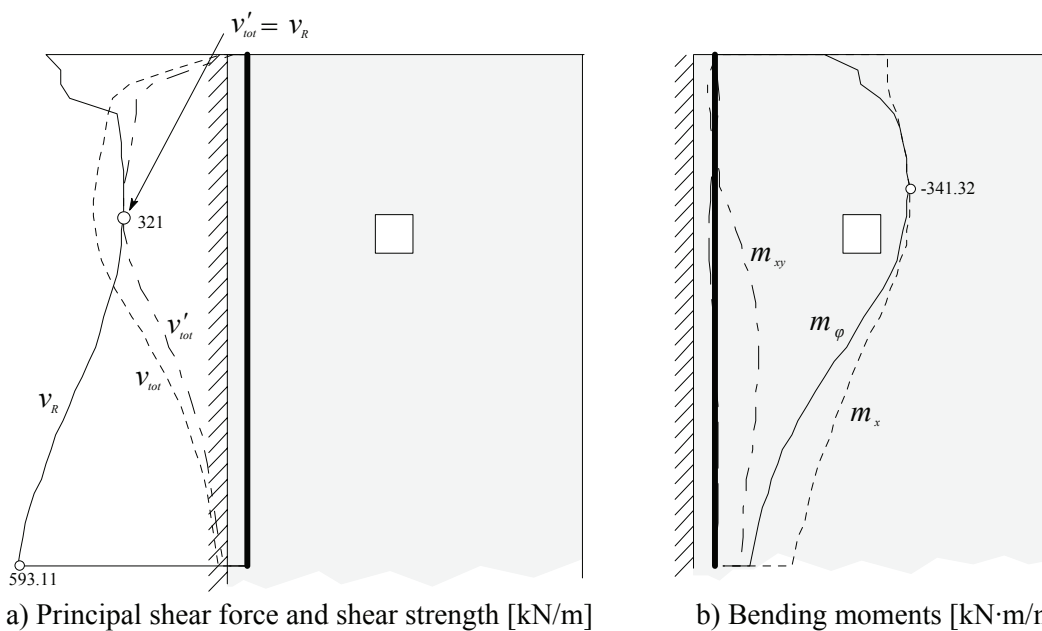 v′tot = vR
321
v′tot
vtot
vR
593.11
a) Principal shear force and shear strength [kN/m]
-341.32
mxy
mφ
mx
b) Bending moments [kN·m/m